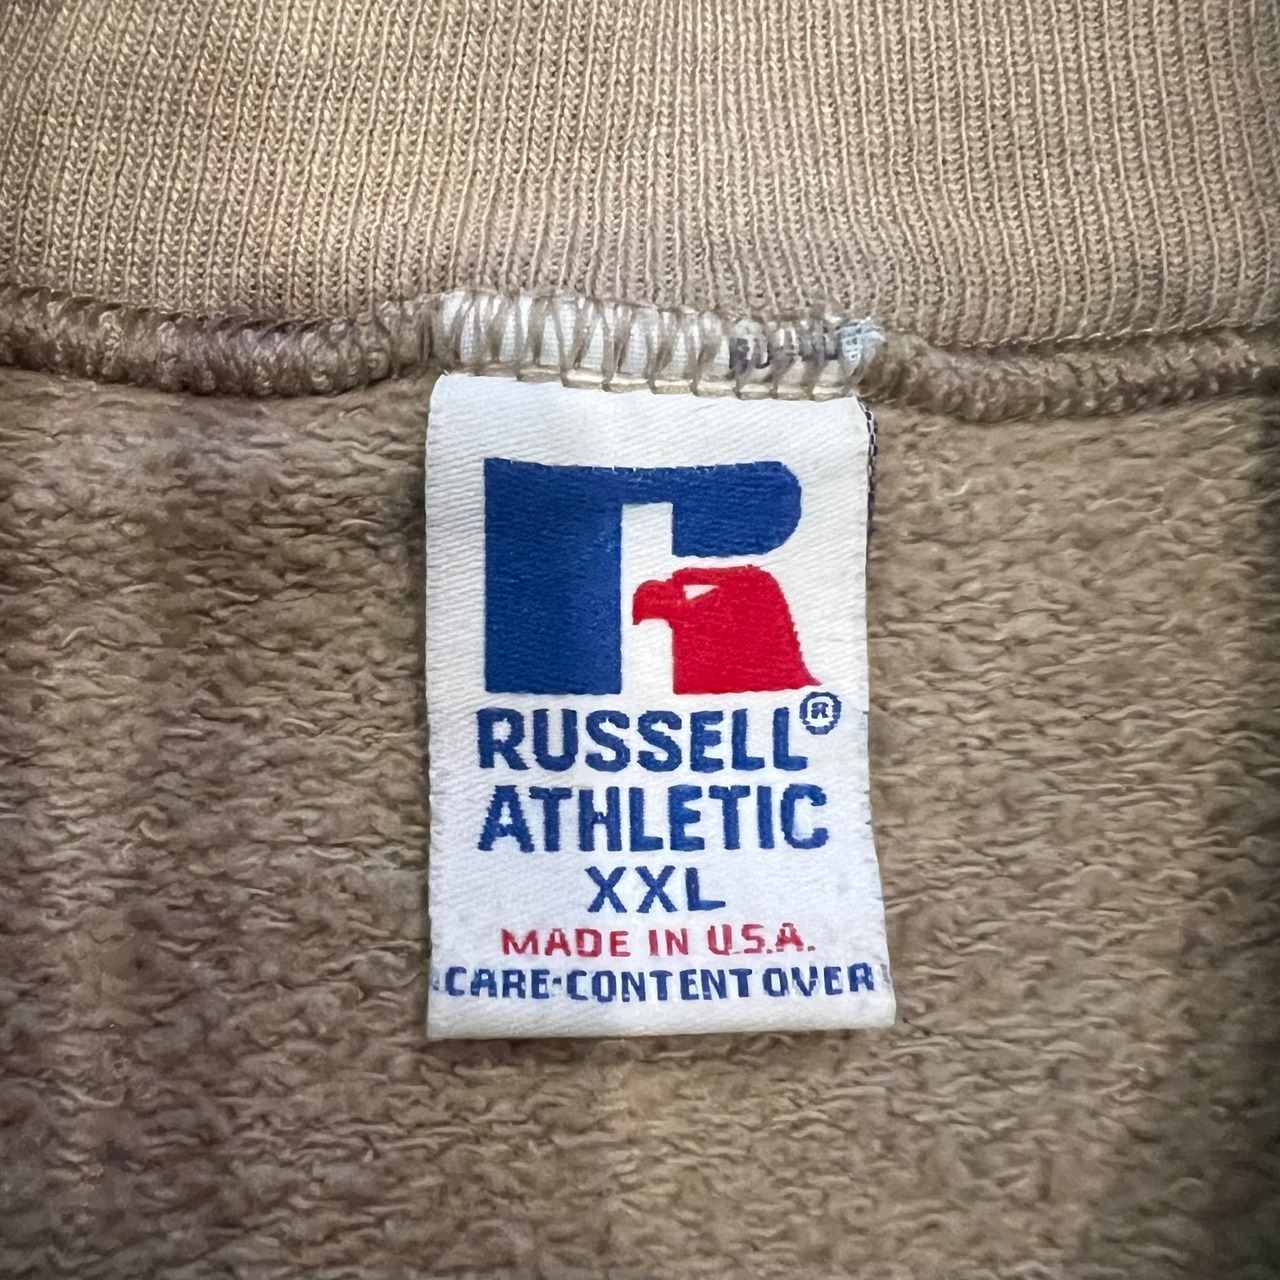 RUSSELL®
ATHLETIC
XXL
MADE IN U.S.A.
CARE·CONTENT OVER